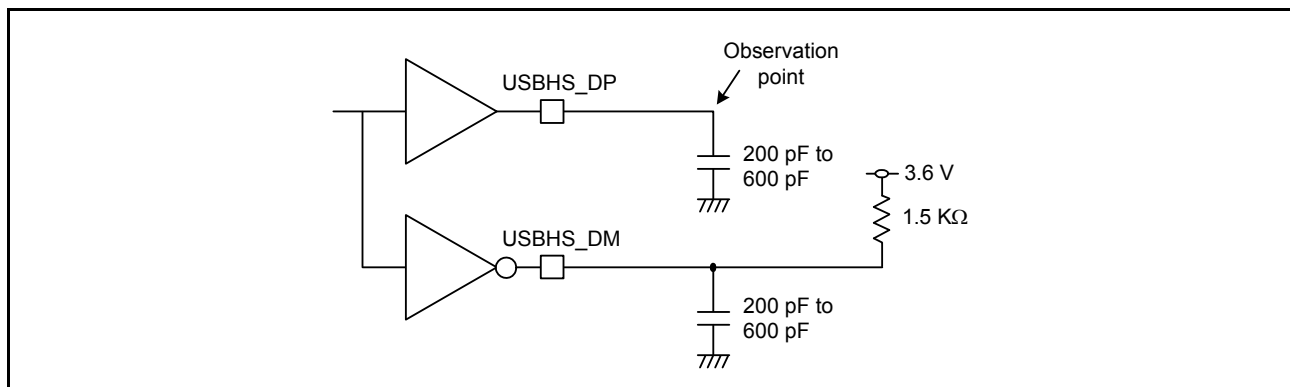 Observation
point
USBHS_DP
200 pF to
600 pF
3.6 V
1.5 KΩ
USBHS_DM
200 pF to
600 pF